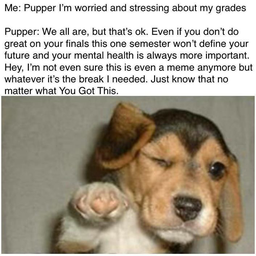 Me: Pupper I'm worried and stressing about my grades
Pupper: We all are, but that's ok. Even if you don't do
great on your finals this one semester won't define your
future and your mental health is always more important.
Hey, I'm not even sure this is even a meme anymore but
whatever it's the break I needed. Just know that no
matter what You Got This.